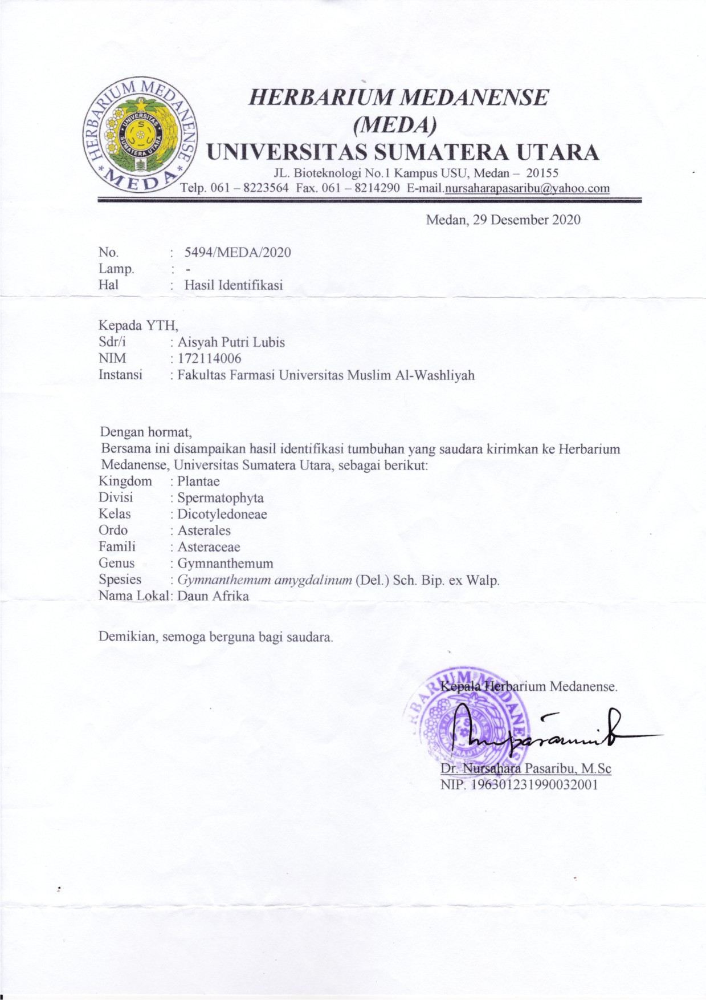 HERBARIUM MEDANENSE
* MEDA *
UNIVERSITAS
SUMATERA UTARA
HERBARIUM MEDANENSE
(MEDA)
UNIVERSITAS SUMATERA UTARA
JL. Bioteknologi No.1 Kampus USU, Medan – 20155
Telp. 061 – 8223564 Fax. 061 – 8214290 E-mail.nursaharapasaribu@yahoo.com
Medan, 29 Desember 2020
No. : 5494/MEDA/2020
Lamp. : -
Hal : Hasil Identifikasi
Kepada YTH,
Sdr/i : Aisyah Putri Lubis
NIM : 172114006
Instansi : Fakultas Farmasi Universitas Muslim Al-Washliyah
Dengan hormat,
Bersama ini disampaikan hasil identifikasi tumbuhan yang saudara kirimkan ke Herbarium
Medanense, Universitas Sumatera Utara, sebagai berikut:
Kingdom : Plantae
Divisi : Spermatophyta
Kelas : Dicotyledoneae
Ordo : Asterales
Famili : Asteraceae
Genus : Gymnanthemum
Spesies : Gymnanthemum amygdalinum (Del.) Sch. Bip. ex Walp.
Nama Lokal: Daun Afrika
Demikian, semoga berguna bagi saudara.
Kepala Herbarium Medanense.
Dr. Nursahara Pasaribu, M.Sc
NIP. 196301231990032001